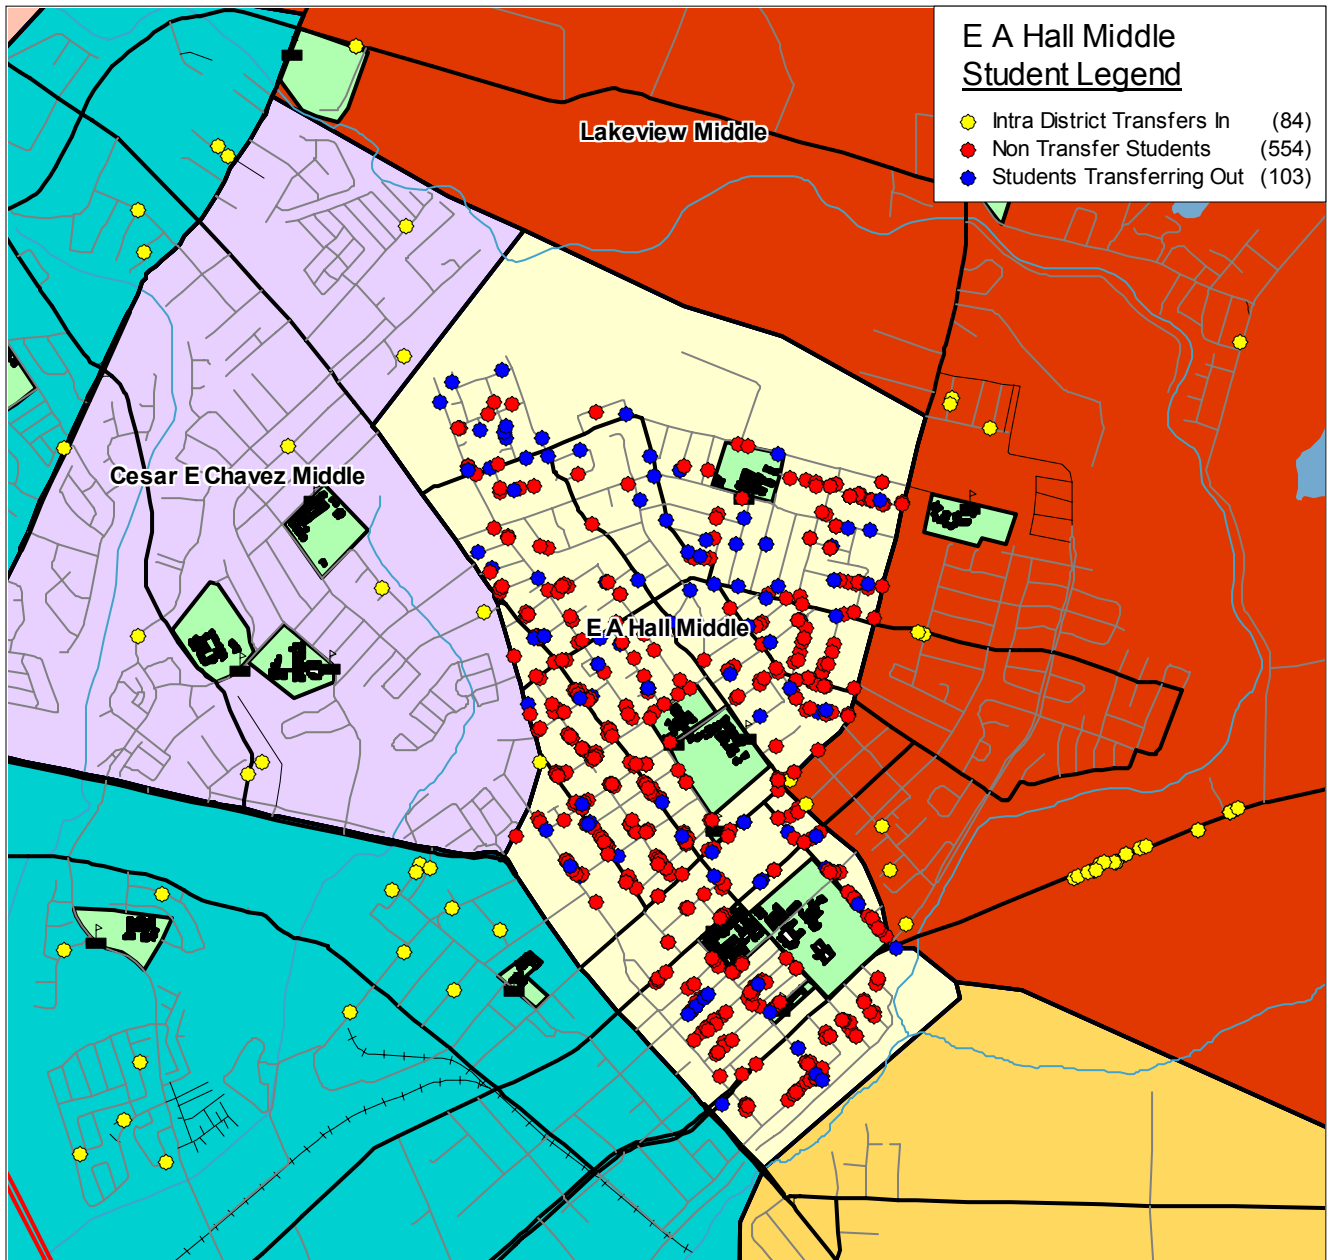 E A Hall Middle
Student Legend
Intra District Transfers In (84)
Non Transfer Students (554)
Students Transferring Out (103)
Lakeview Middle
Cesar E Chavez Middle
E A Hall Middle